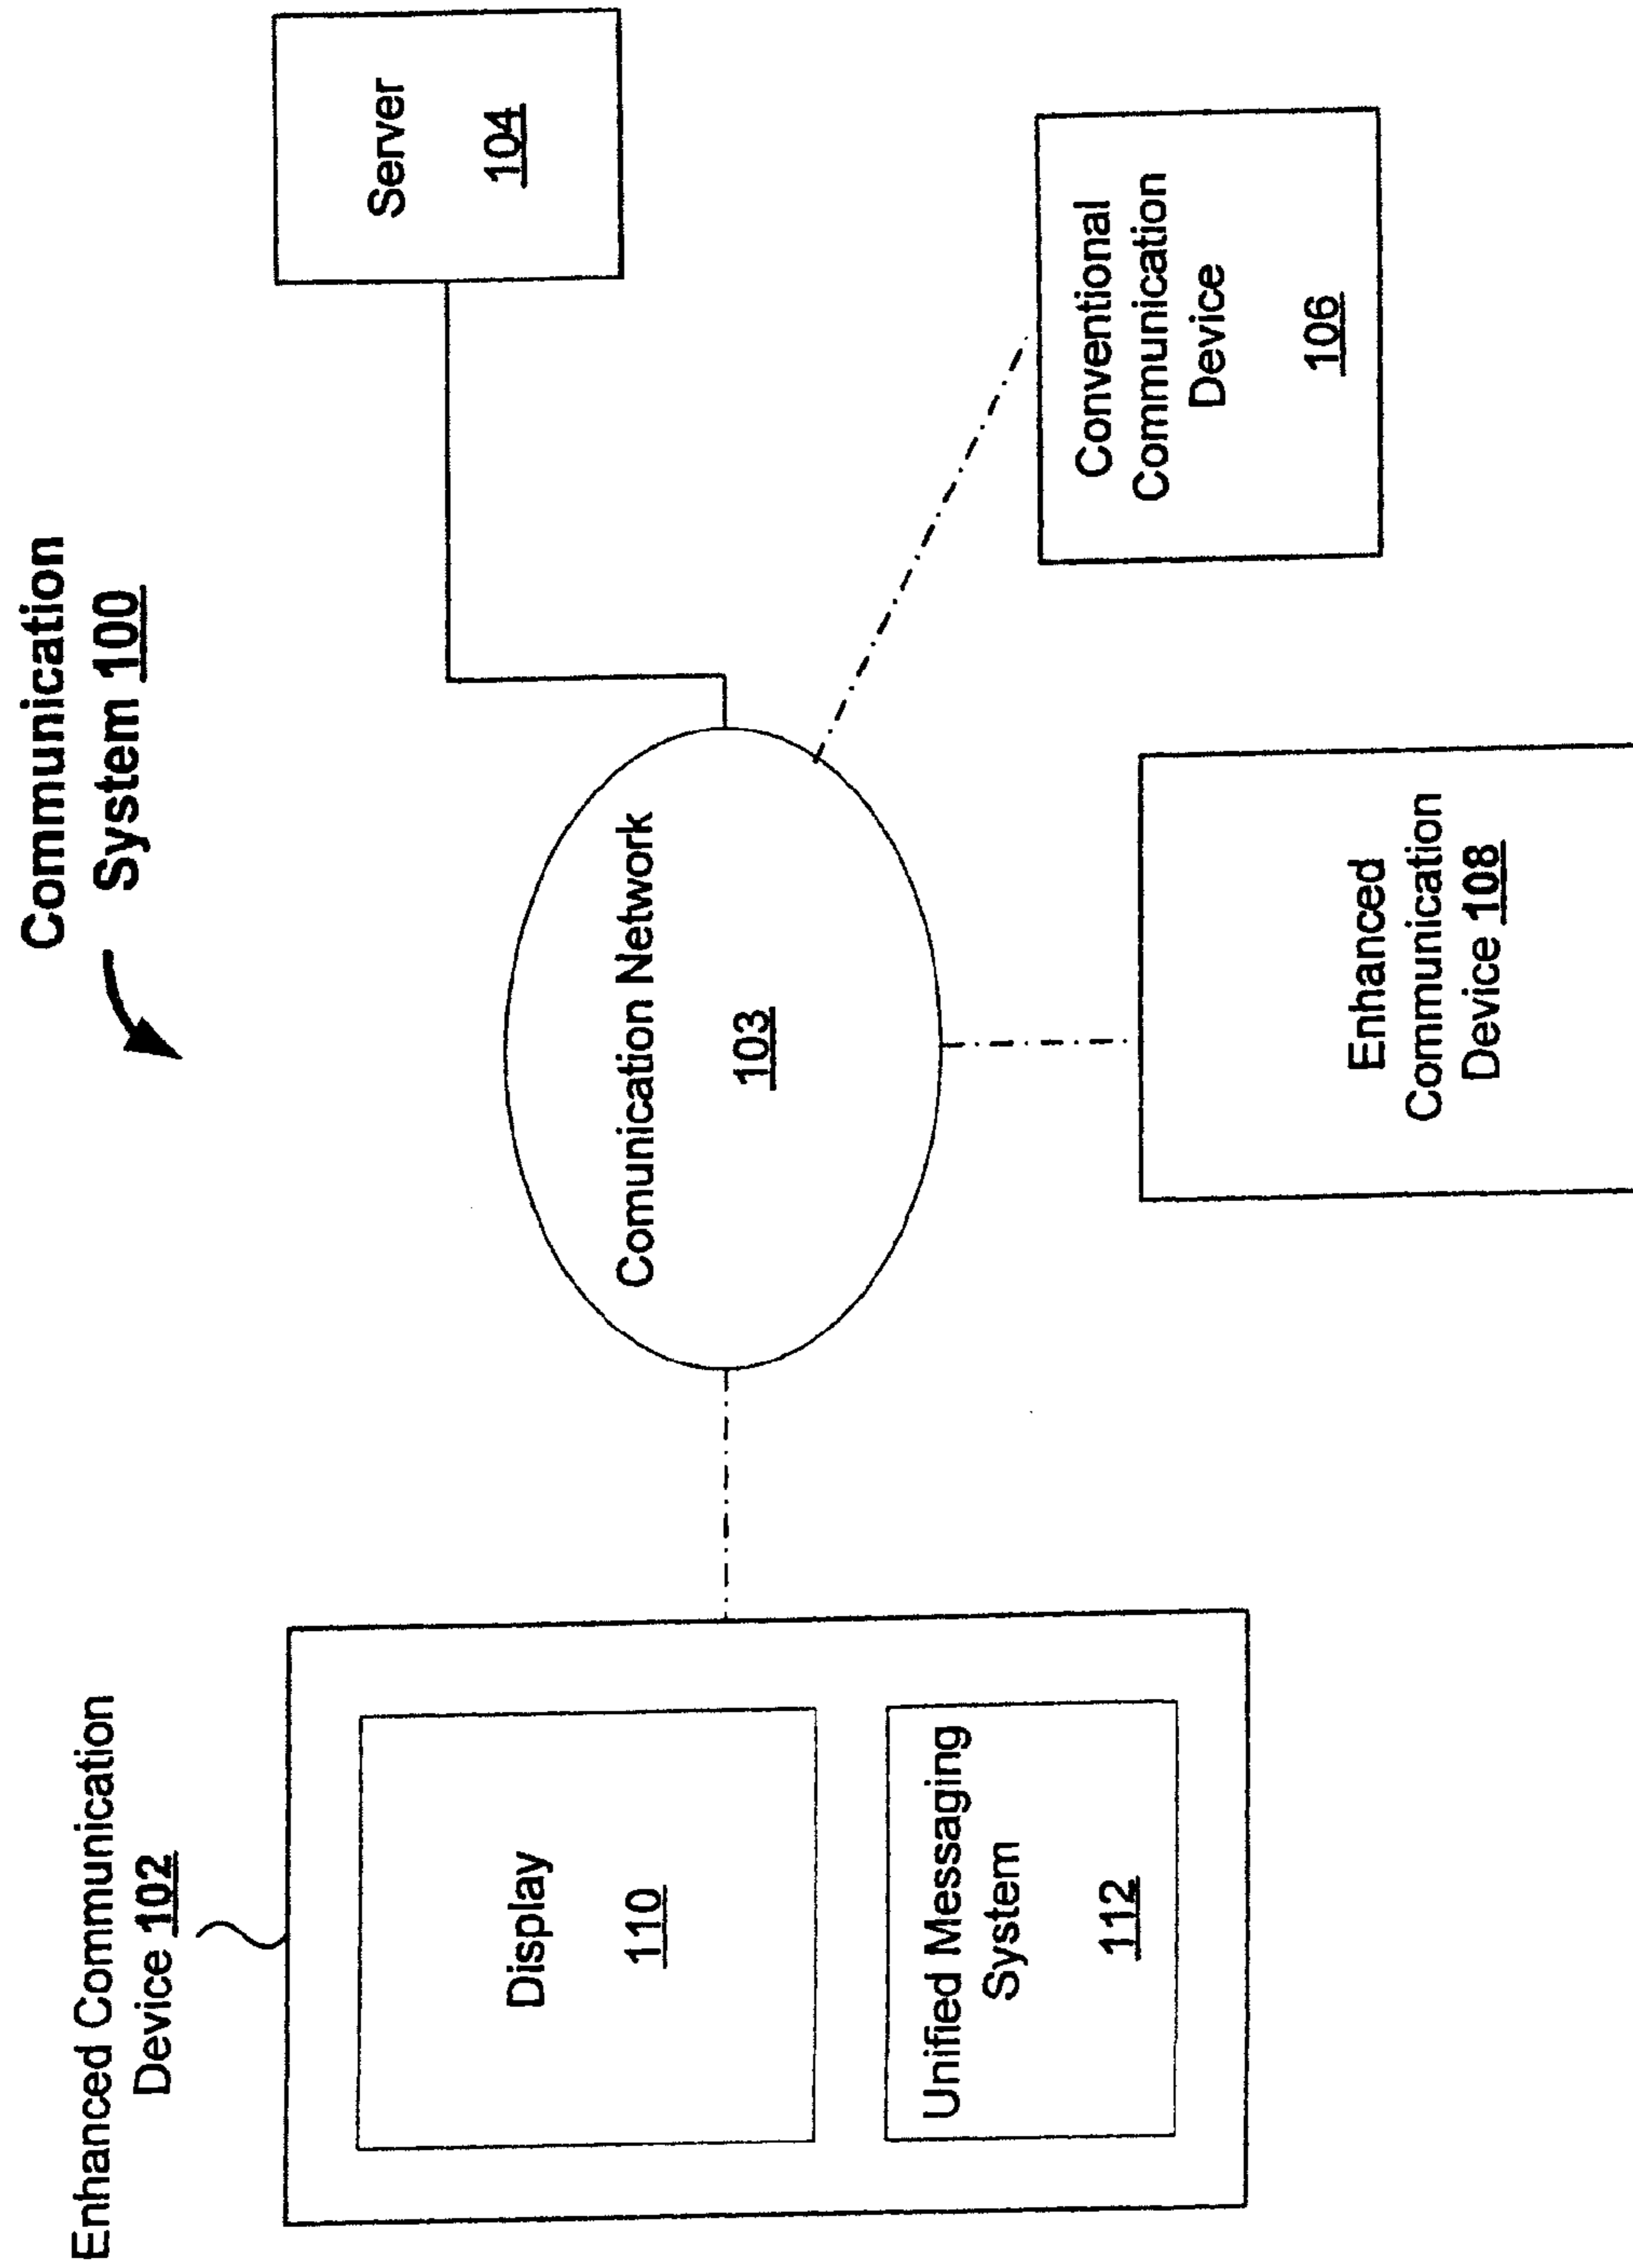 Communication
System 100
Enhanced Communication
Device 102
Display
110
Unified Messaging
System
112
Comunication Network
103
Server
104
Conventional
Communication
Device
106
Enhanced
Communication
Device 108